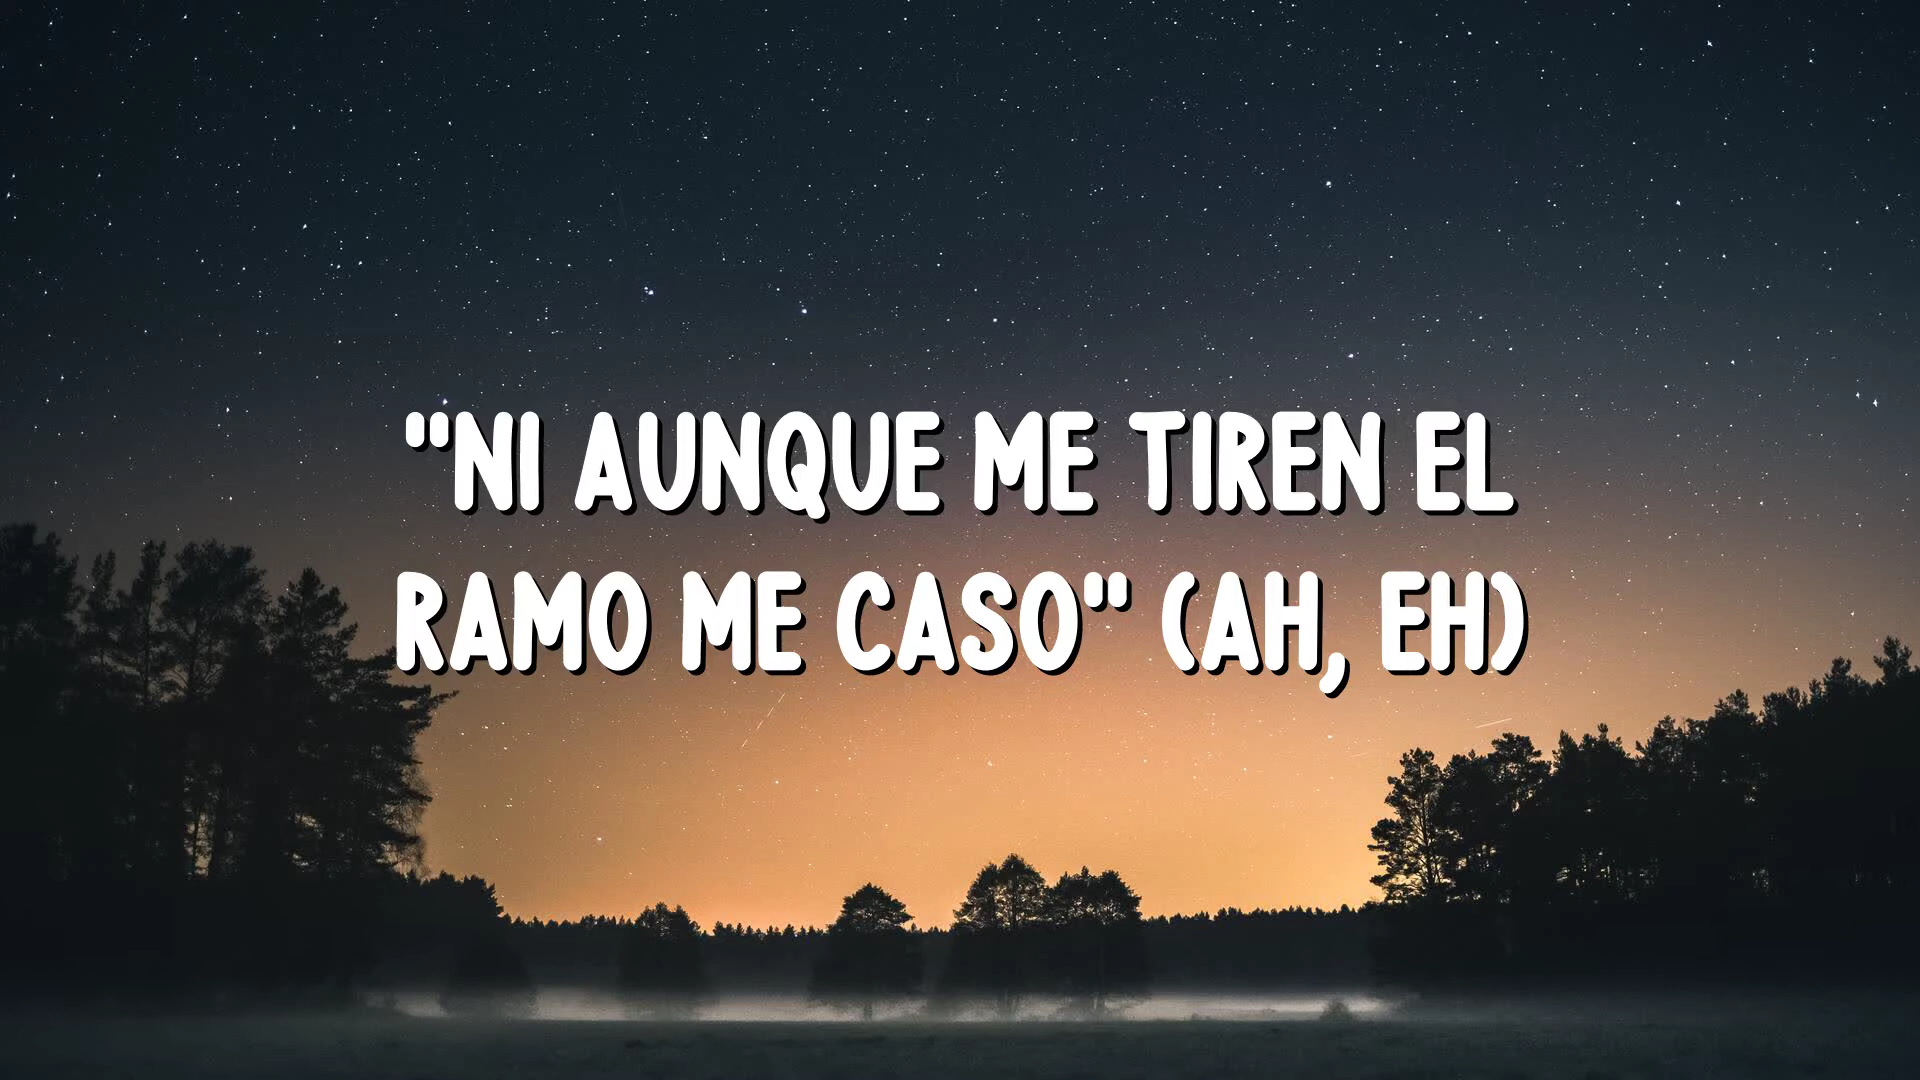 "NI AUNQUE ME TIREN EL
RAMO ME CASO" (AH, EH)